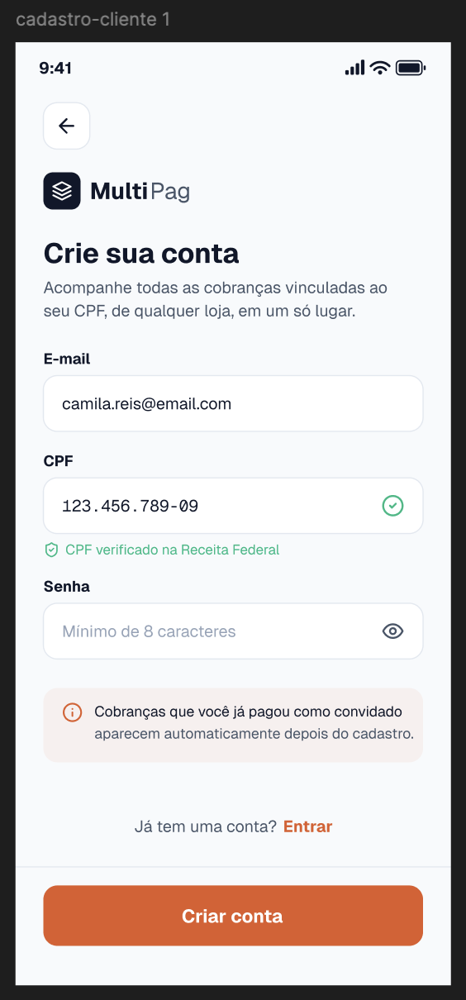 cadastro-cliente 1
9:41
MultiPag
Crie sua conta
Acompanhe todas as cobranças vinculadas ao
seu CPF, de qualquer loja, em um só lugar.
E-mail
camila.reis@email.com
CPF
123.456.789-09
CPF verificado na Receita Federal
Senha
Mínimo de 8 caracteres
Cobranças que você já pagou como convidado
aparecem automaticamente depois do cadastro.
Já tem uma conta? Entrar
Criar conta